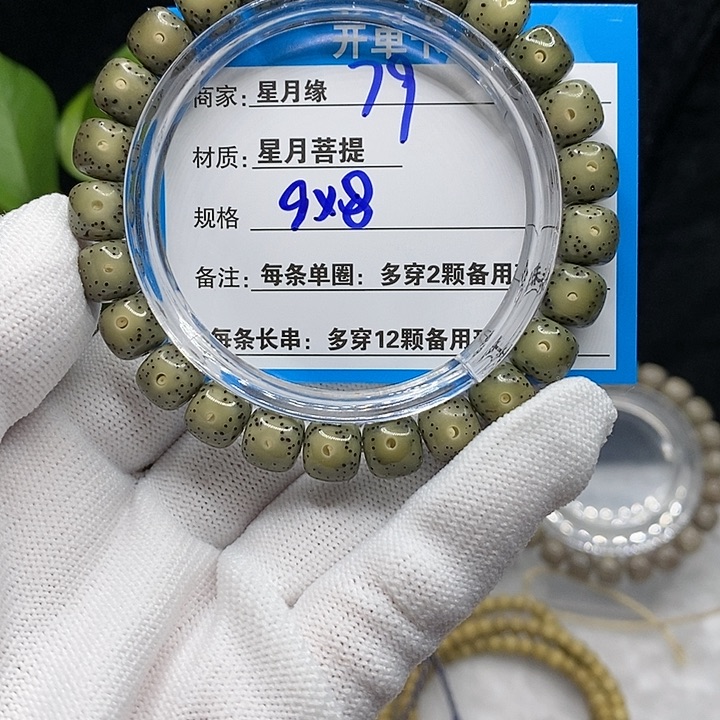 开单卡
商家：星月缘 79
材质：星月菩提
规格 9x8
备注：每条单圈：多穿2颗备用
每条长串：多穿12颗备用